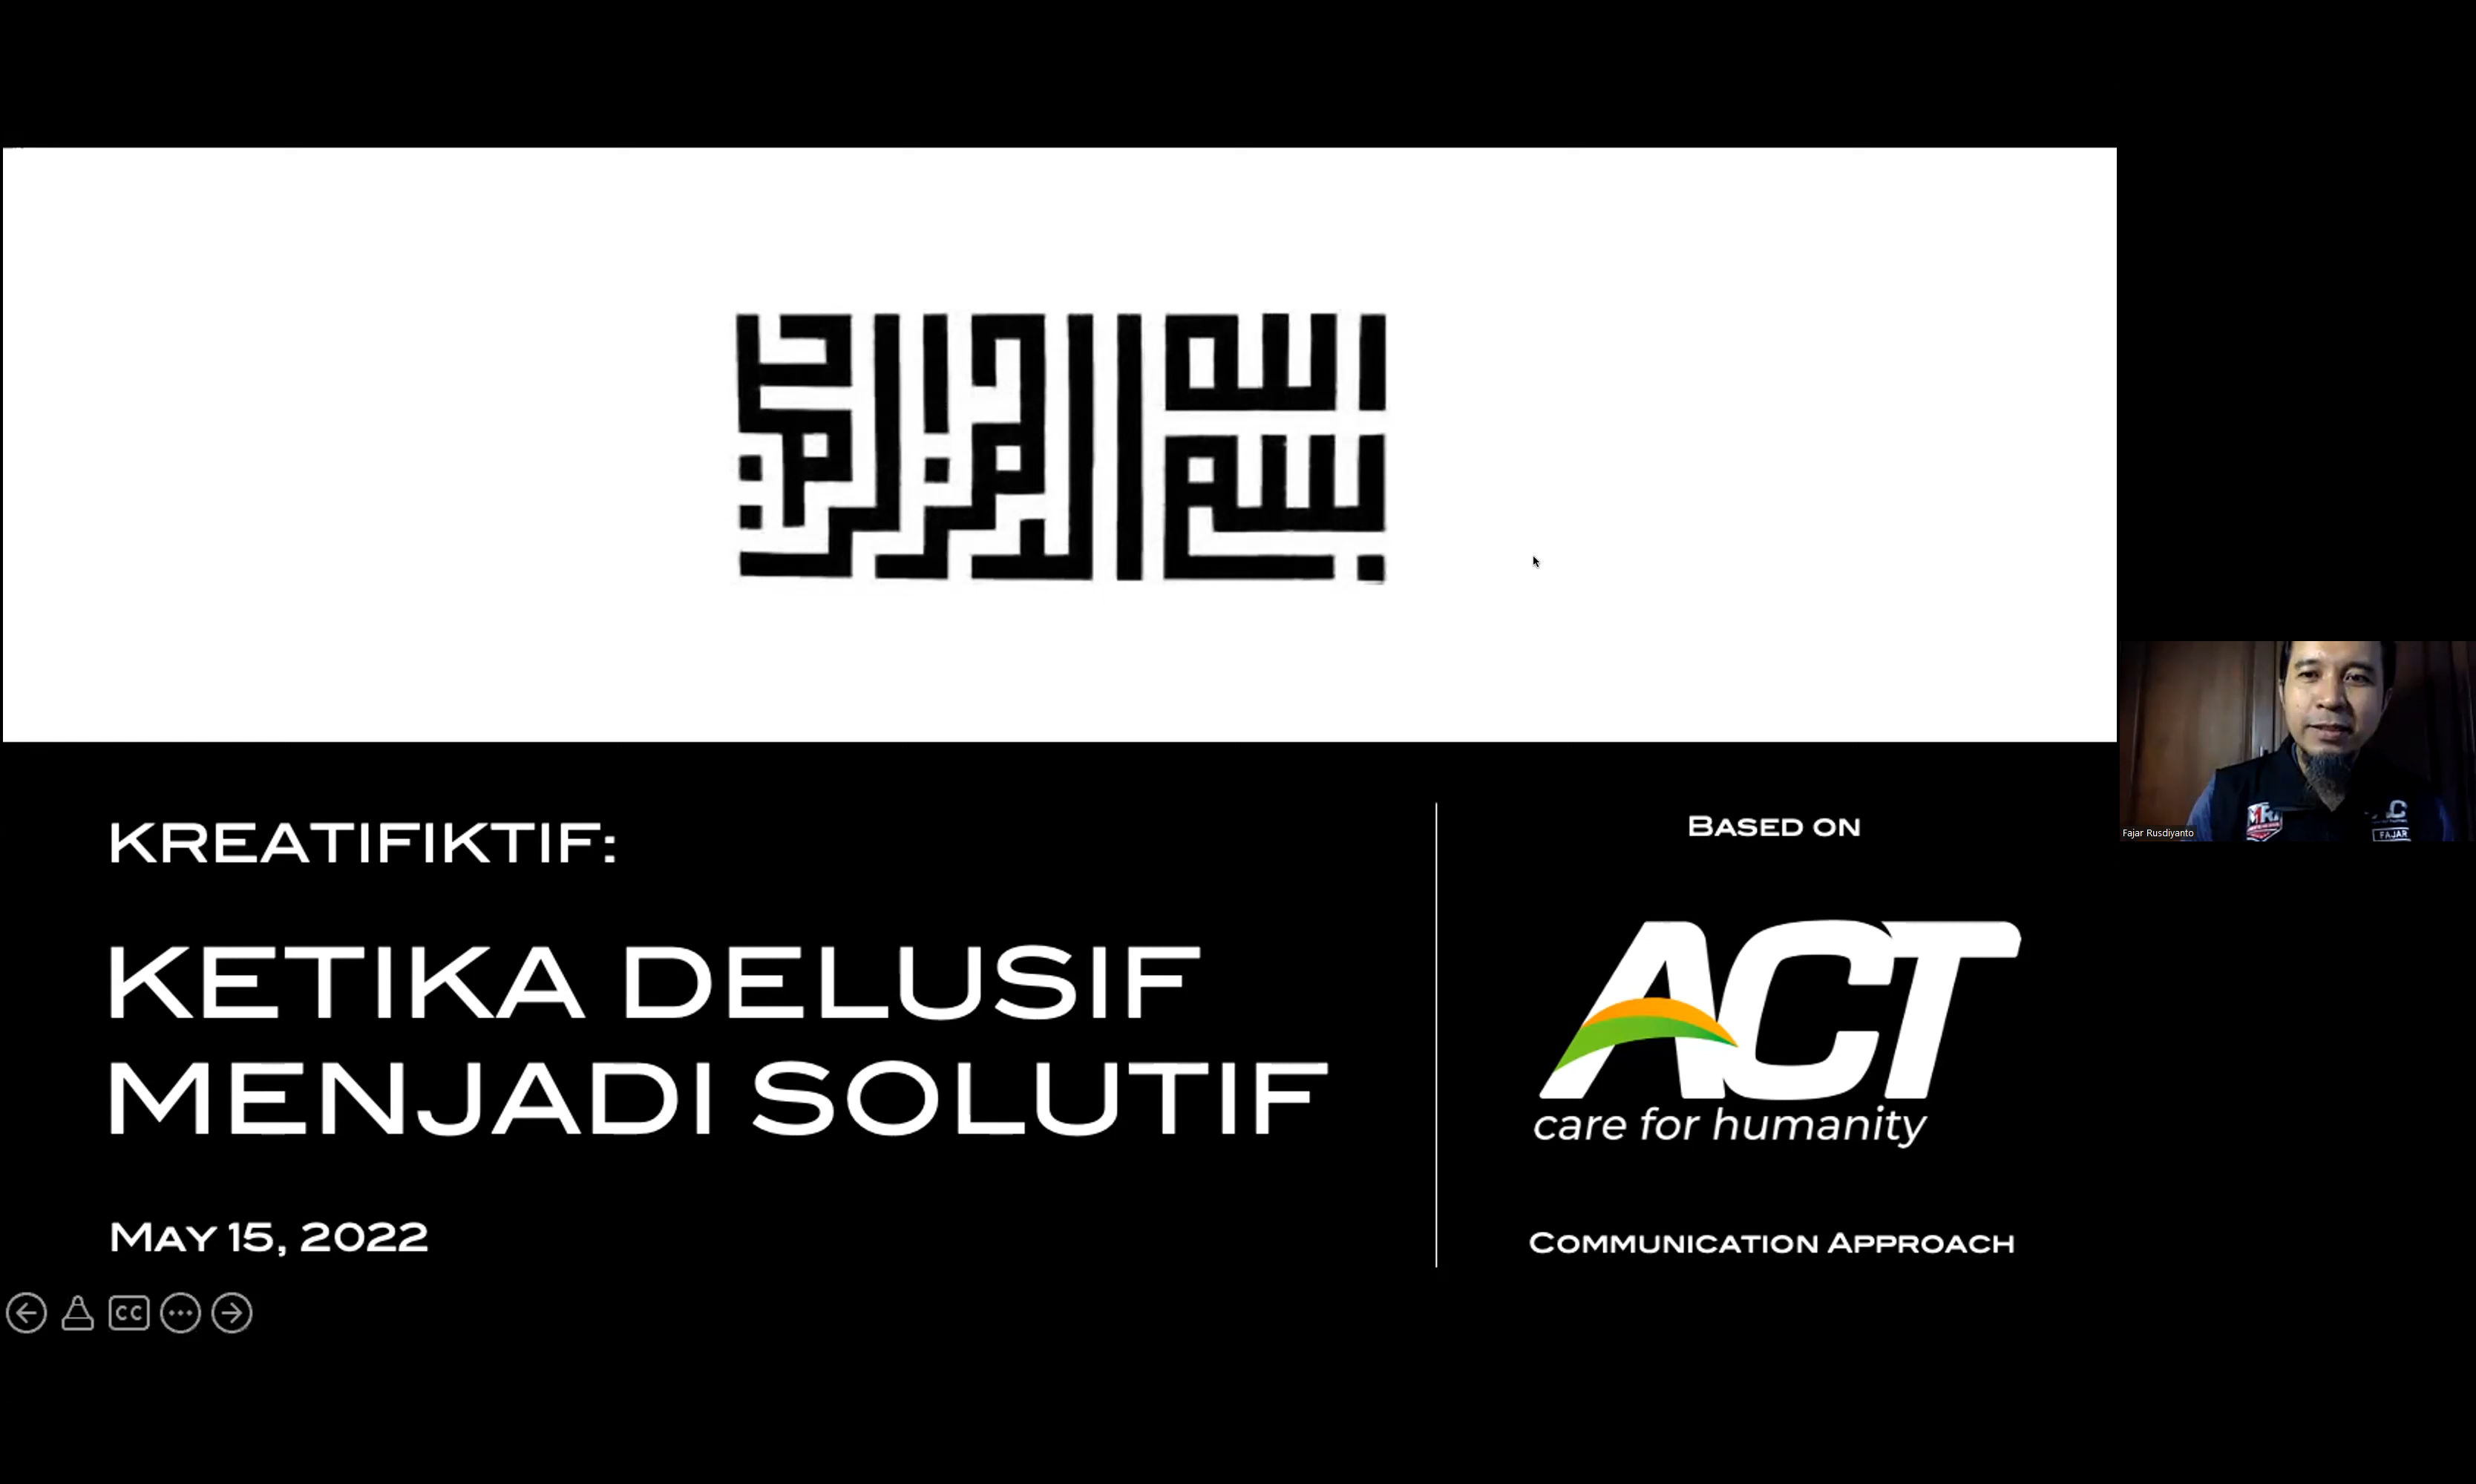 بسم الله الرحمن الرحيم
KREATIFIKTIF:
KETIKA DELUSIF
MENJADI SOLUTIF
MAY 15, 2022
BASED ON
ACT
care for humanity
COMMUNICATION APPROACH
CC
Fajar Rusdiyanto
FAJAR